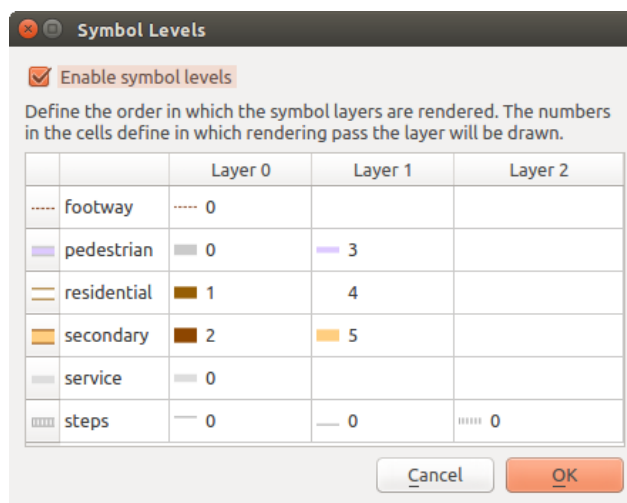 Symbol Levels
Enable symbol levels
Define the order in which the symbol layers are rendered. The numbers
in the cells define in which rendering pass the layer will be drawn.
Layer 0 Layer 1 Layer 2
footway 0
pedestrian 0 3
residential 1 4
secondary 2 5
service 0
steps 0 0 0
Cancel OK